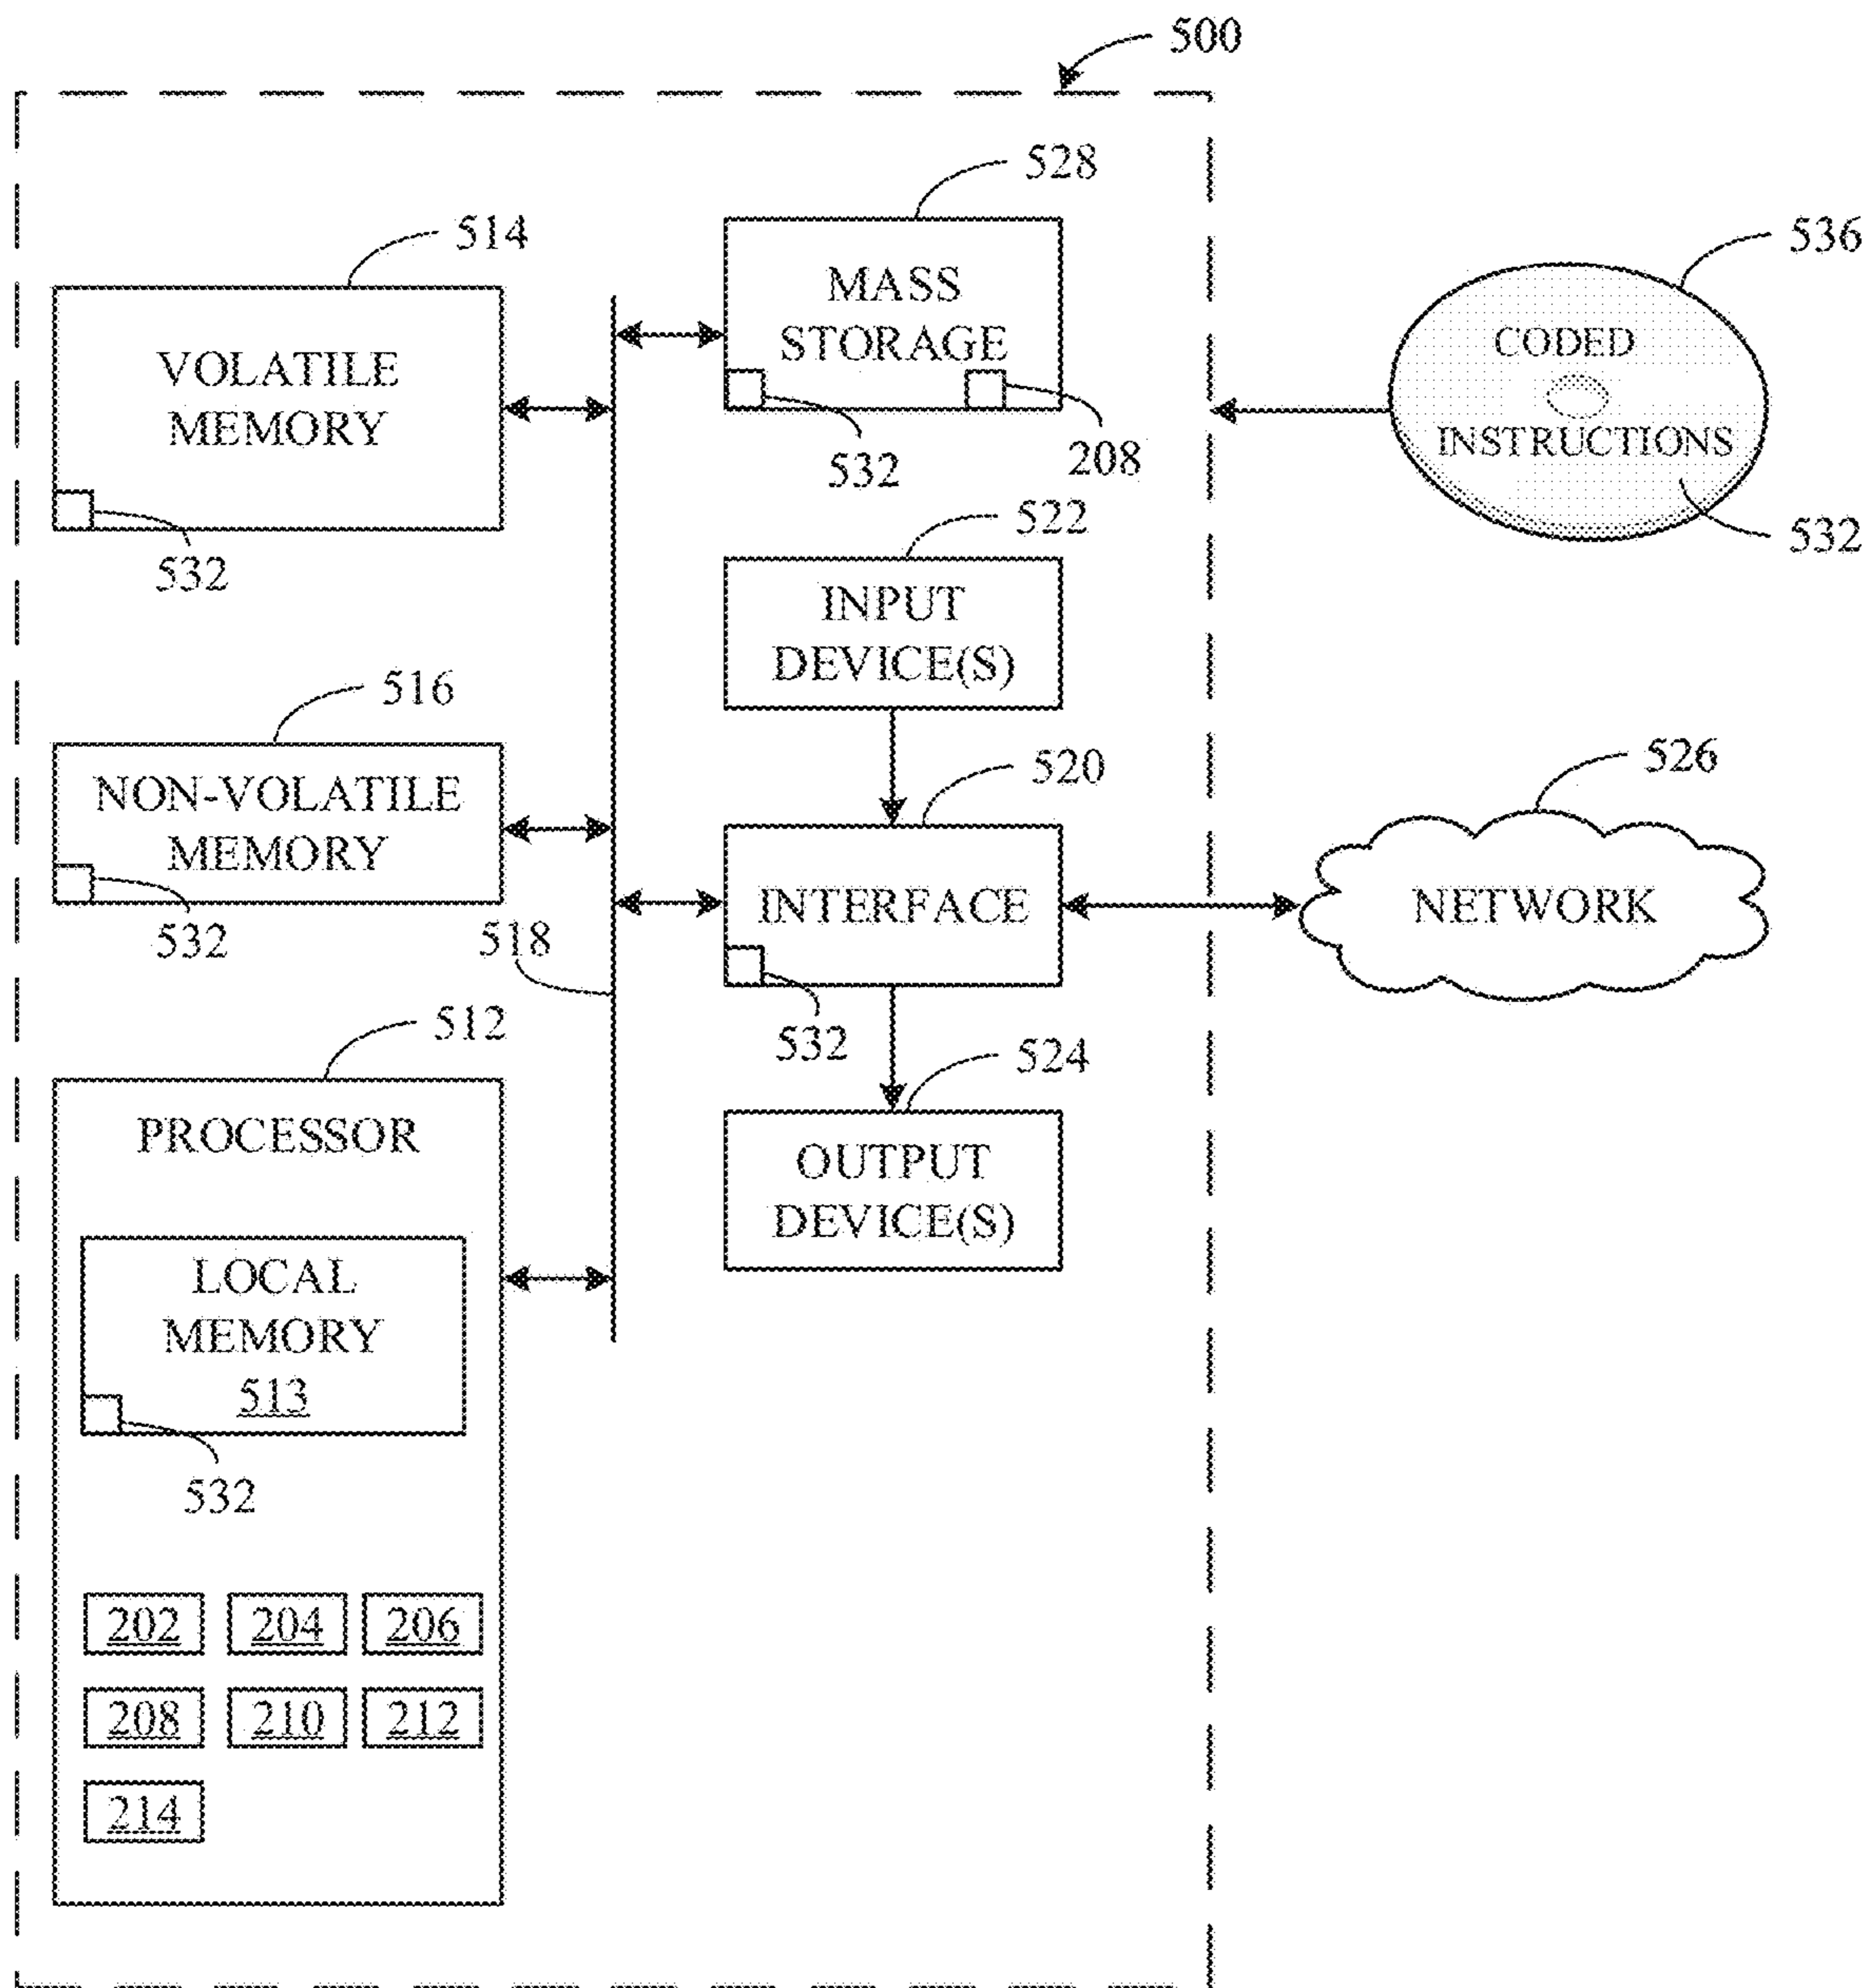 500
528
514
536
MASS
STORAGE
VOLATILE
MEMORY
CODED
INSTRUCTIONS
532
208
532
532
522
INPUT
DEVICE(S)
516
520
526
NON-VOLATILE
MEMORY
INTERFACE
NETWORK
532
518
532
512
524
PROCESSOR
OUTPUT
DEVICE(S)
LOCAL
MEMORY
513
532
202 204 206
208 210 212
214